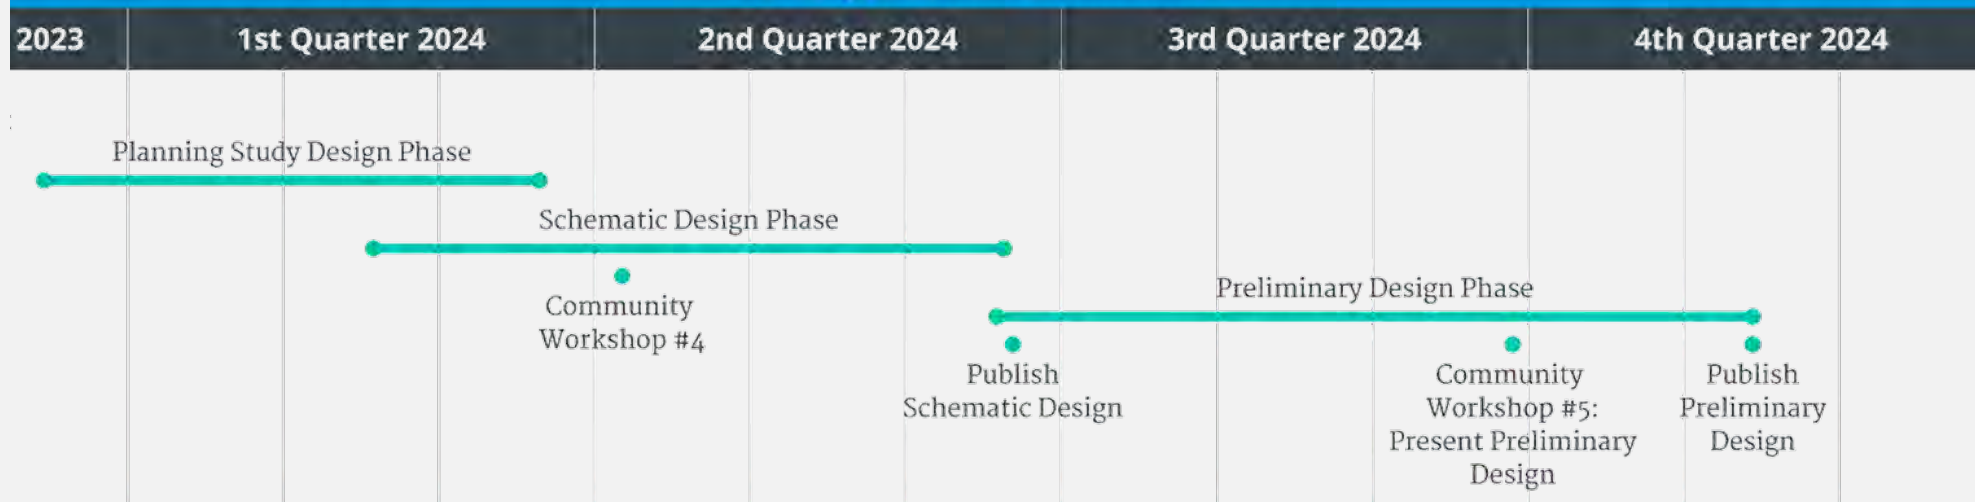 2023
1st Quarter 2024
2nd Quarter 2024
3rd Quarter 2024
4th Quarter 2024
Planning Study Design Phase
Schematic Design Phase
Community
Workshop #4
Preliminary Design Phase
Publish
Schematic Design
Community
Workshop #5:
Present Preliminary
Design
Publish
Preliminary
Design